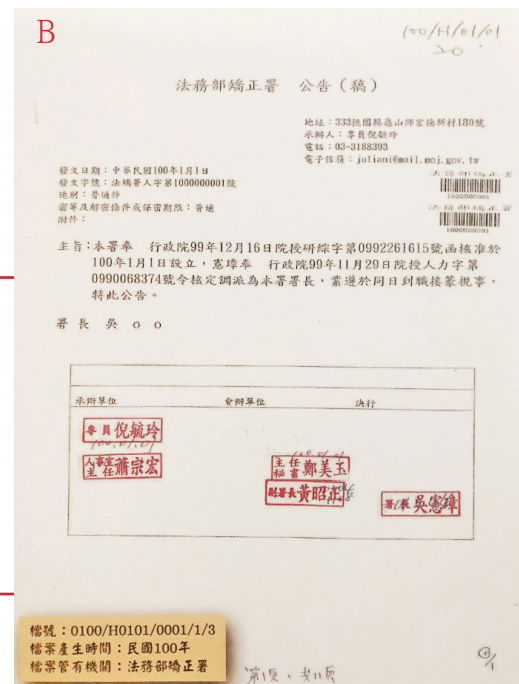 B
100/H/01/01
20
法務部矯正署 公告(稿)
地址:333桃園縣龜山鄉宏德新村180號
承辦人:專員倪毓玲
電話:03-3188393
電子信箱:juliani@mail.moj.gov.tw
發文日期:中華民國100年1月1日
發文字號:法矯署人字第1000000001號
速別:普通件
密等及解密條件或保密期限:普通
附件:
1000000001
1000000001
主旨:本署奉 行政院99年12月16日院授研綜字第0992261615號函核准於
100年1月1日設立,憲璋奉 行政院99年11月29日院授人力字第
0990068374號令核定調派為本署署長,業遵於同日到職接篆視事,
特此公告。
署長 吳○○
承辦單位 會辦單位 決行
專員倪毓玲
100.01.01
人事室主任蕭宗宏
主任秘書鄭美玉
副署長黃昭正
署長吳憲璋
檔號:0100/H0101/0001/1/3
檔案產生時間:民國100年
檔案管有機關:法務部矯正署
第1頁,共1頁